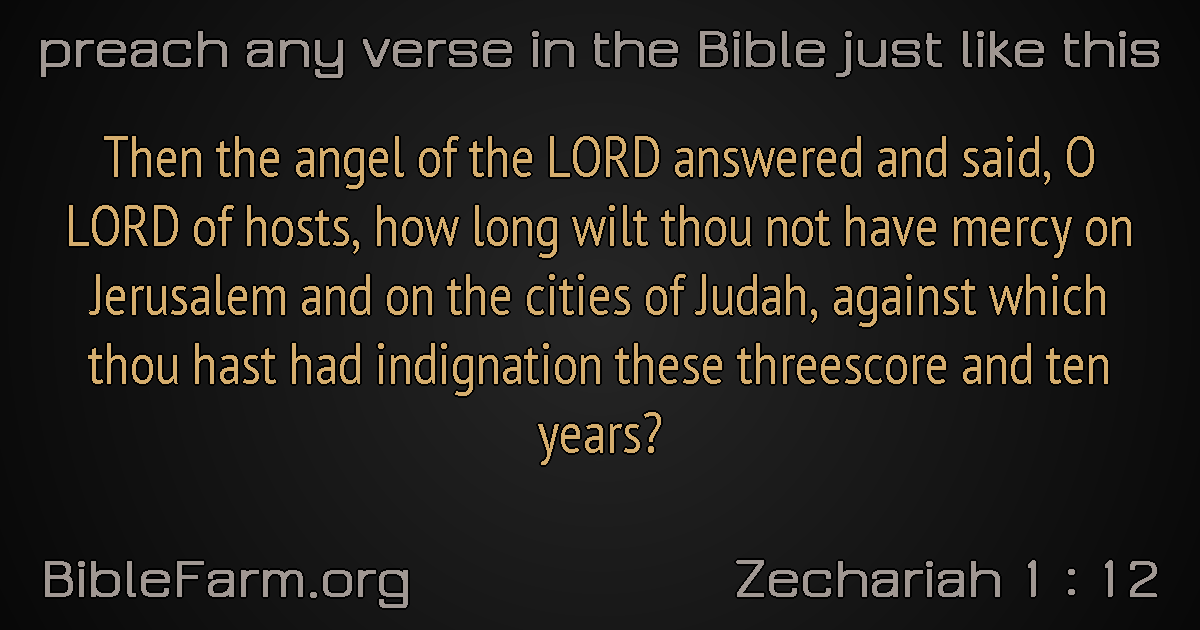 preach any verse in the Bible just like this
Then the angel of the LORD answered and said, O
LORD of hosts, how long wilt thou not have mercy on
Jerusalem and on the cities of Judah, against which
thou hast had indignation these threescore and ten
years?
BibleFarm.org
Zechariah 1 : 12